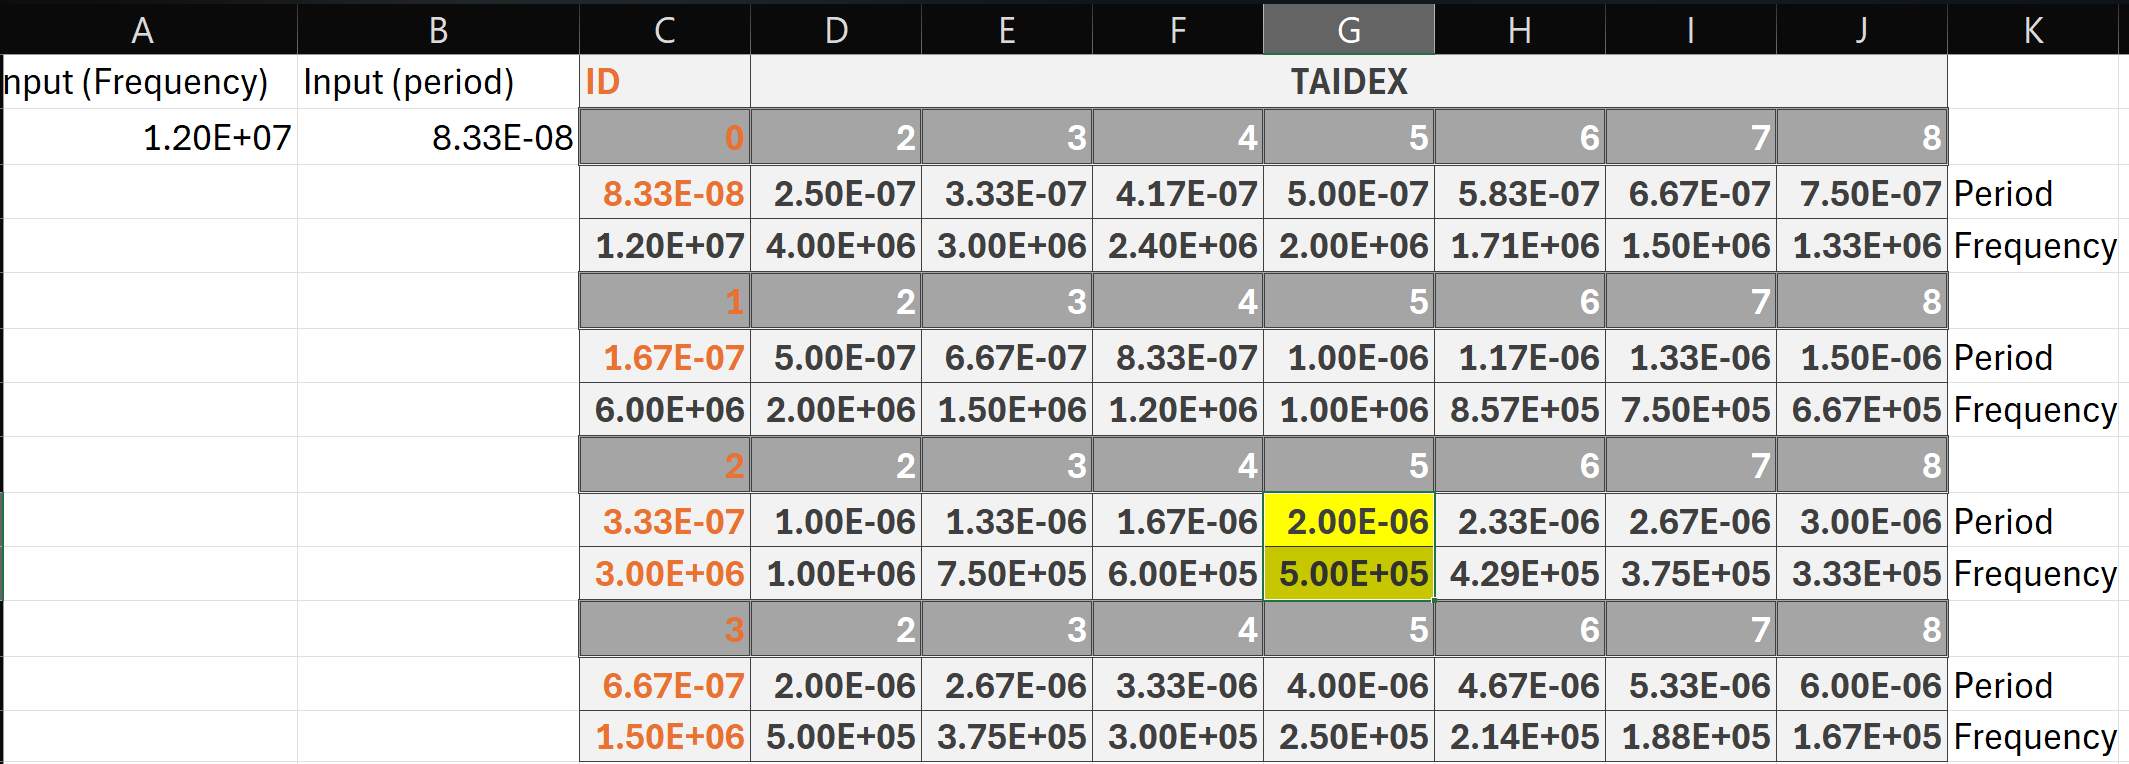 A B C D E F G H I J K
nput (Frequency) Input (period) ID TAIDEX
1.20E+07 8.33E-08 0 2 3 4 5 6 7 8
8.33E-08 2.50E-07 3.33E-07 4.17E-07 5.00E-07 5.83E-07 6.67E-07 7.50E-07 Period
1.20E+07 4.00E+06 3.00E+06 2.40E+06 2.00E+06 1.71E+06 1.50E+06 1.33E+06 Frequency
1 2 3 4 5 6 7 8
1.67E-07 5.00E-07 6.67E-07 8.33E-07 1.00E-06 1.17E-06 1.33E-06 1.50E-06 Period
6.00E+06 2.00E+06 1.50E+06 1.20E+06 1.00E+06 8.57E+05 7.50E+05 6.67E+05 Frequency
2 2 3 4 5 6 7 8
3.33E-07 1.00E-06 1.33E-06 1.67E-06 2.00E-06 2.33E-06 2.67E-06 3.00E-06 Period
3.00E+06 1.00E+06 7.50E+05 6.00E+05 5.00E+05 4.29E+05 3.75E+05 3.33E+05 Frequency
3 2 3 4 5 6 7 8
6.67E-07 2.00E-06 2.67E-06 3.33E-06 4.00E-06 4.67E-06 5.33E-06 6.00E-06 Period
1.50E+06 5.00E+05 3.75E+05 3.00E+05 2.50E+05 2.14E+05 1.88E+05 1.67E+05 Frequency